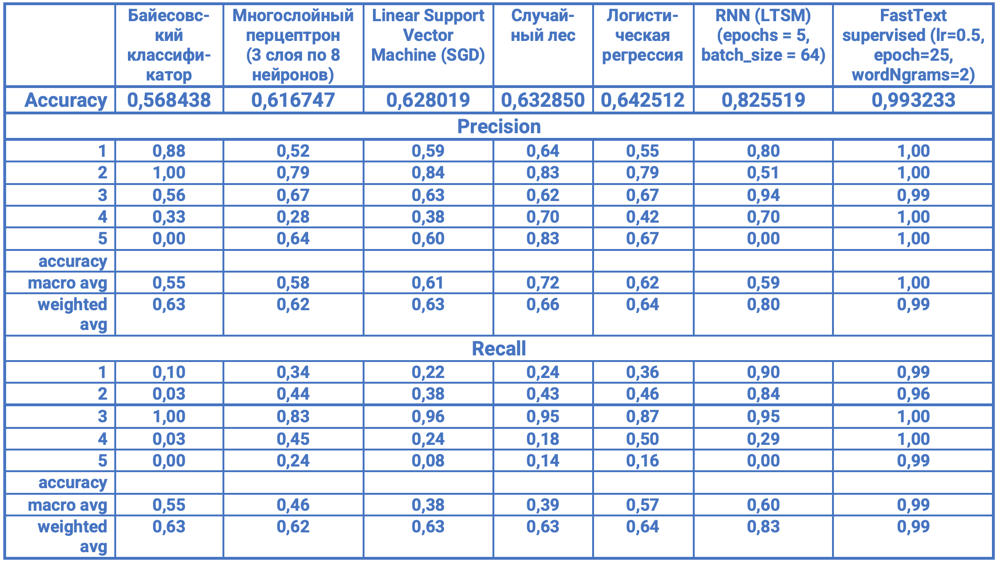 Байесовс-
кий
классифи-
катор
Многослойный
перцептрон
(3 слоя по 8
нейронов)
Linear Support
Vector
Machine (SGD)
Случай-
ный лес
Логисти-
ческая
регрессия
RNN (LTSM)
(epochs = 5,
batch_size = 64)
FastText
supervised (lr=0.5,
epoch=25,
wordNgrams=2)
Accuracy 0,568438 0,616747 0,628019 0,632850 0,642512 0,825519 0,993233
Precision
1 0,88 0,52 0,59 0,64 0,55 0,80 1,00
2 1,00 0,79 0,84 0,83 0,79 0,51 1,00
3 0,56 0,67 0,63 0,62 0,67 0,94 0,99
4 0,33 0,28 0,38 0,70 0,42 0,70 1,00
5 0,00 0,64 0,60 0,83 0,67 0,00 1,00
accuracy
macro avg 0,55 0,58 0,61 0,72 0,62 0,59 1,00
weighted 0,63 0,62 0,63 0,66 0,64 0,80 0,99
avg
Recall
1 0,10 0,34 0,22 0,24 0,36 0,90 0,99
2 0,03 0,44 0,38 0,43 0,46 0,84 0,96
3 1,00 0,83 0,96 0,95 0,87 0,95 1,00
4 0,03 0,45 0,24 0,18 0,50 0,29 1,00
5 0,00 0,24 0,08 0,14 0,16 0,00 0,99
accuracy
macro avg 0,55 0,46 0,38 0,39 0,57 0,60 0,99
weighted 0,63 0,62 0,63 0,63 0,64 0,83 0,99
avg